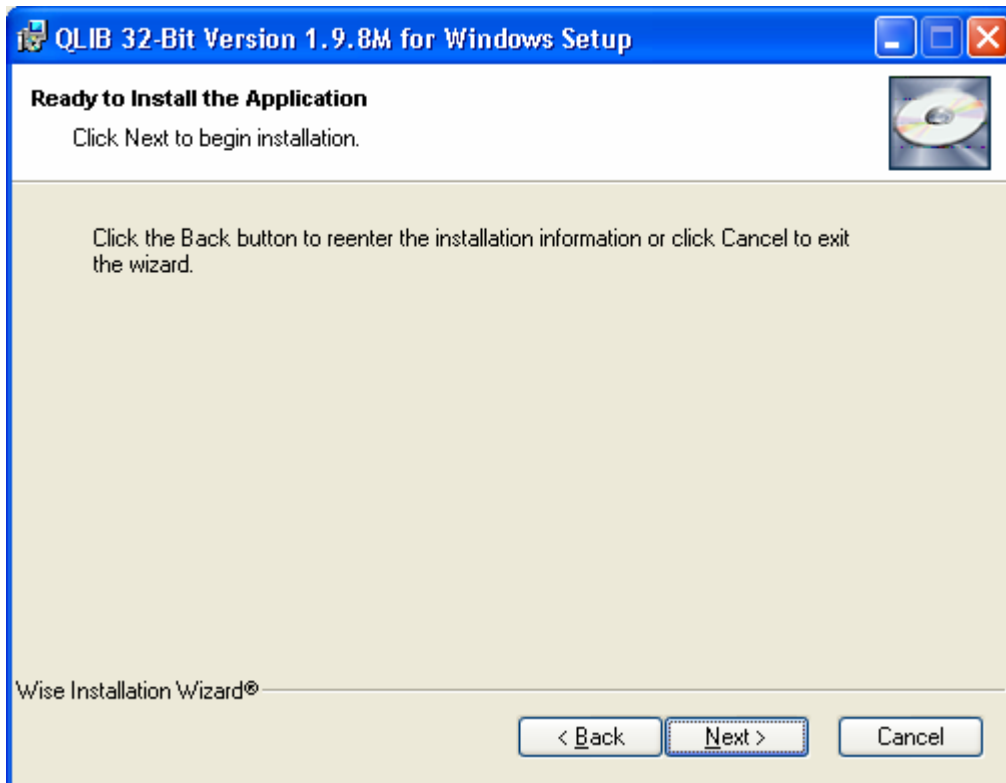 QLIB 32-Bit Version 1.9.8M for Windows Setup
Ready to Install the Application
Click Next to begin installation.
Click the Back button to reenter the installation information or click Cancel to exit
the wizard.
Wise Installation Wizard®
< Back Next > Cancel